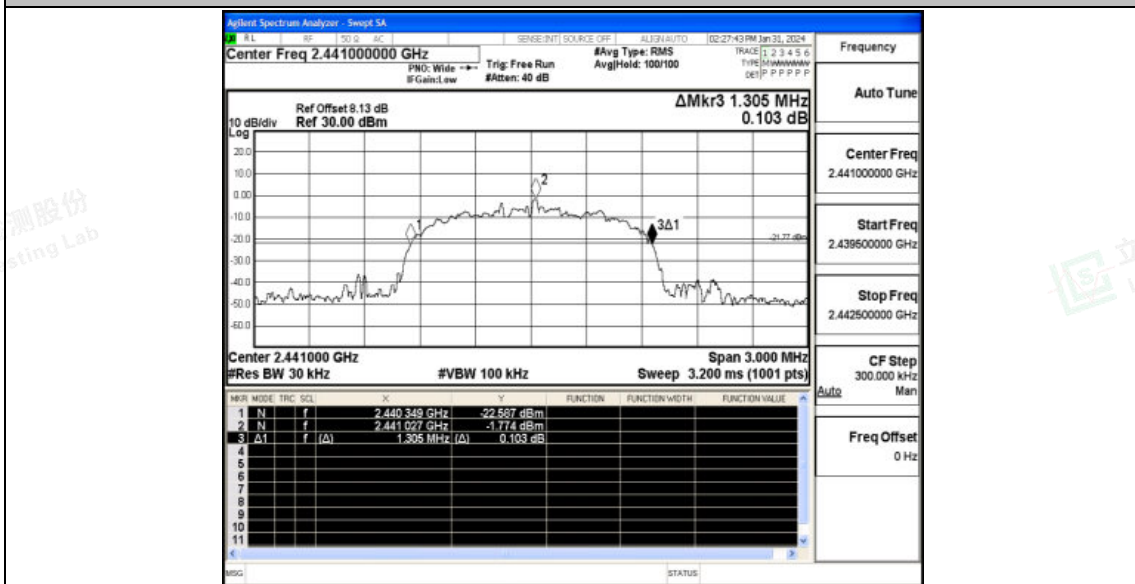 Agilent Spectrum Analyzer - Swept SA
RL RF 50 Ω AC SENSE:INT SOURCE OFF ALIGNAUTO 02:27:43 PM Jan 31, 2024
Center Freq 2.441000000 GHz
PNO: Wide
IFGain:Low
Trig: Free Run
#Atten: 40 dB
#Avg Type: RMS
Avg|Hold: 100/100
TRACE 1 2 3 4 5 6
TYPE MWWWWW
DET P P P P P P
Ref Offset 8.13 dB
10 dB/div Ref 30.00 dBm
Log
ΔMkr3 1.305 MHz
0.103 dB
20.0
10.0
0.00
-10.0
-20.0
-30.0
-40.0
-50.0
-60.0
1
2
3Δ1
-21.77 dBm
Center 2.441000 GHz Span 3.000 MHz
#Res BW 30 kHz #VBW 100 kHz Sweep 3.200 ms (1001 pts)
MKR MODE TRC SCL X Y FUNCTION FUNCTION WIDTH FUNCTION VALUE
1 N f 2.440 349 GHz -22.587 dBm
2 N f 2.441 027 GHz -1.774 dBm
3 Δ1 f (Δ) 1.305 MHz (Δ) 0.103 dB
4
5
6
7
8
9
10
11
MSG STATUS
Frequency
Auto Tune
Center Freq
2.441000000 GHz
Start Freq
2.439500000 GHz
Stop Freq
2.442500000 GHz
CF Step
300.000 kHz
Auto Man
Freq Offset
0 Hz
测股份
sting Lab
立